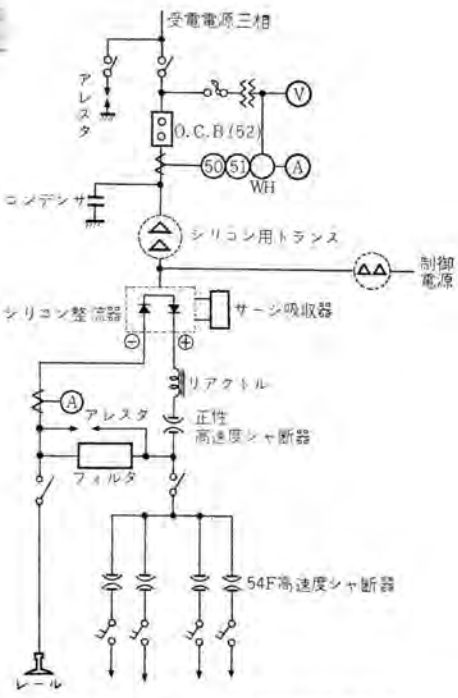 受電電源三相
アレスタ
V
O.C.B(52)
50 51 A
WH
コンデンサ
シリコン用トランス
制御
電源
シリコン整流器
サージ吸収器
⊖ ⊕
リアクトル
A
アレスタ
正性
高速度シャ断器
フィルタ
54F高速度シャ断器
レール